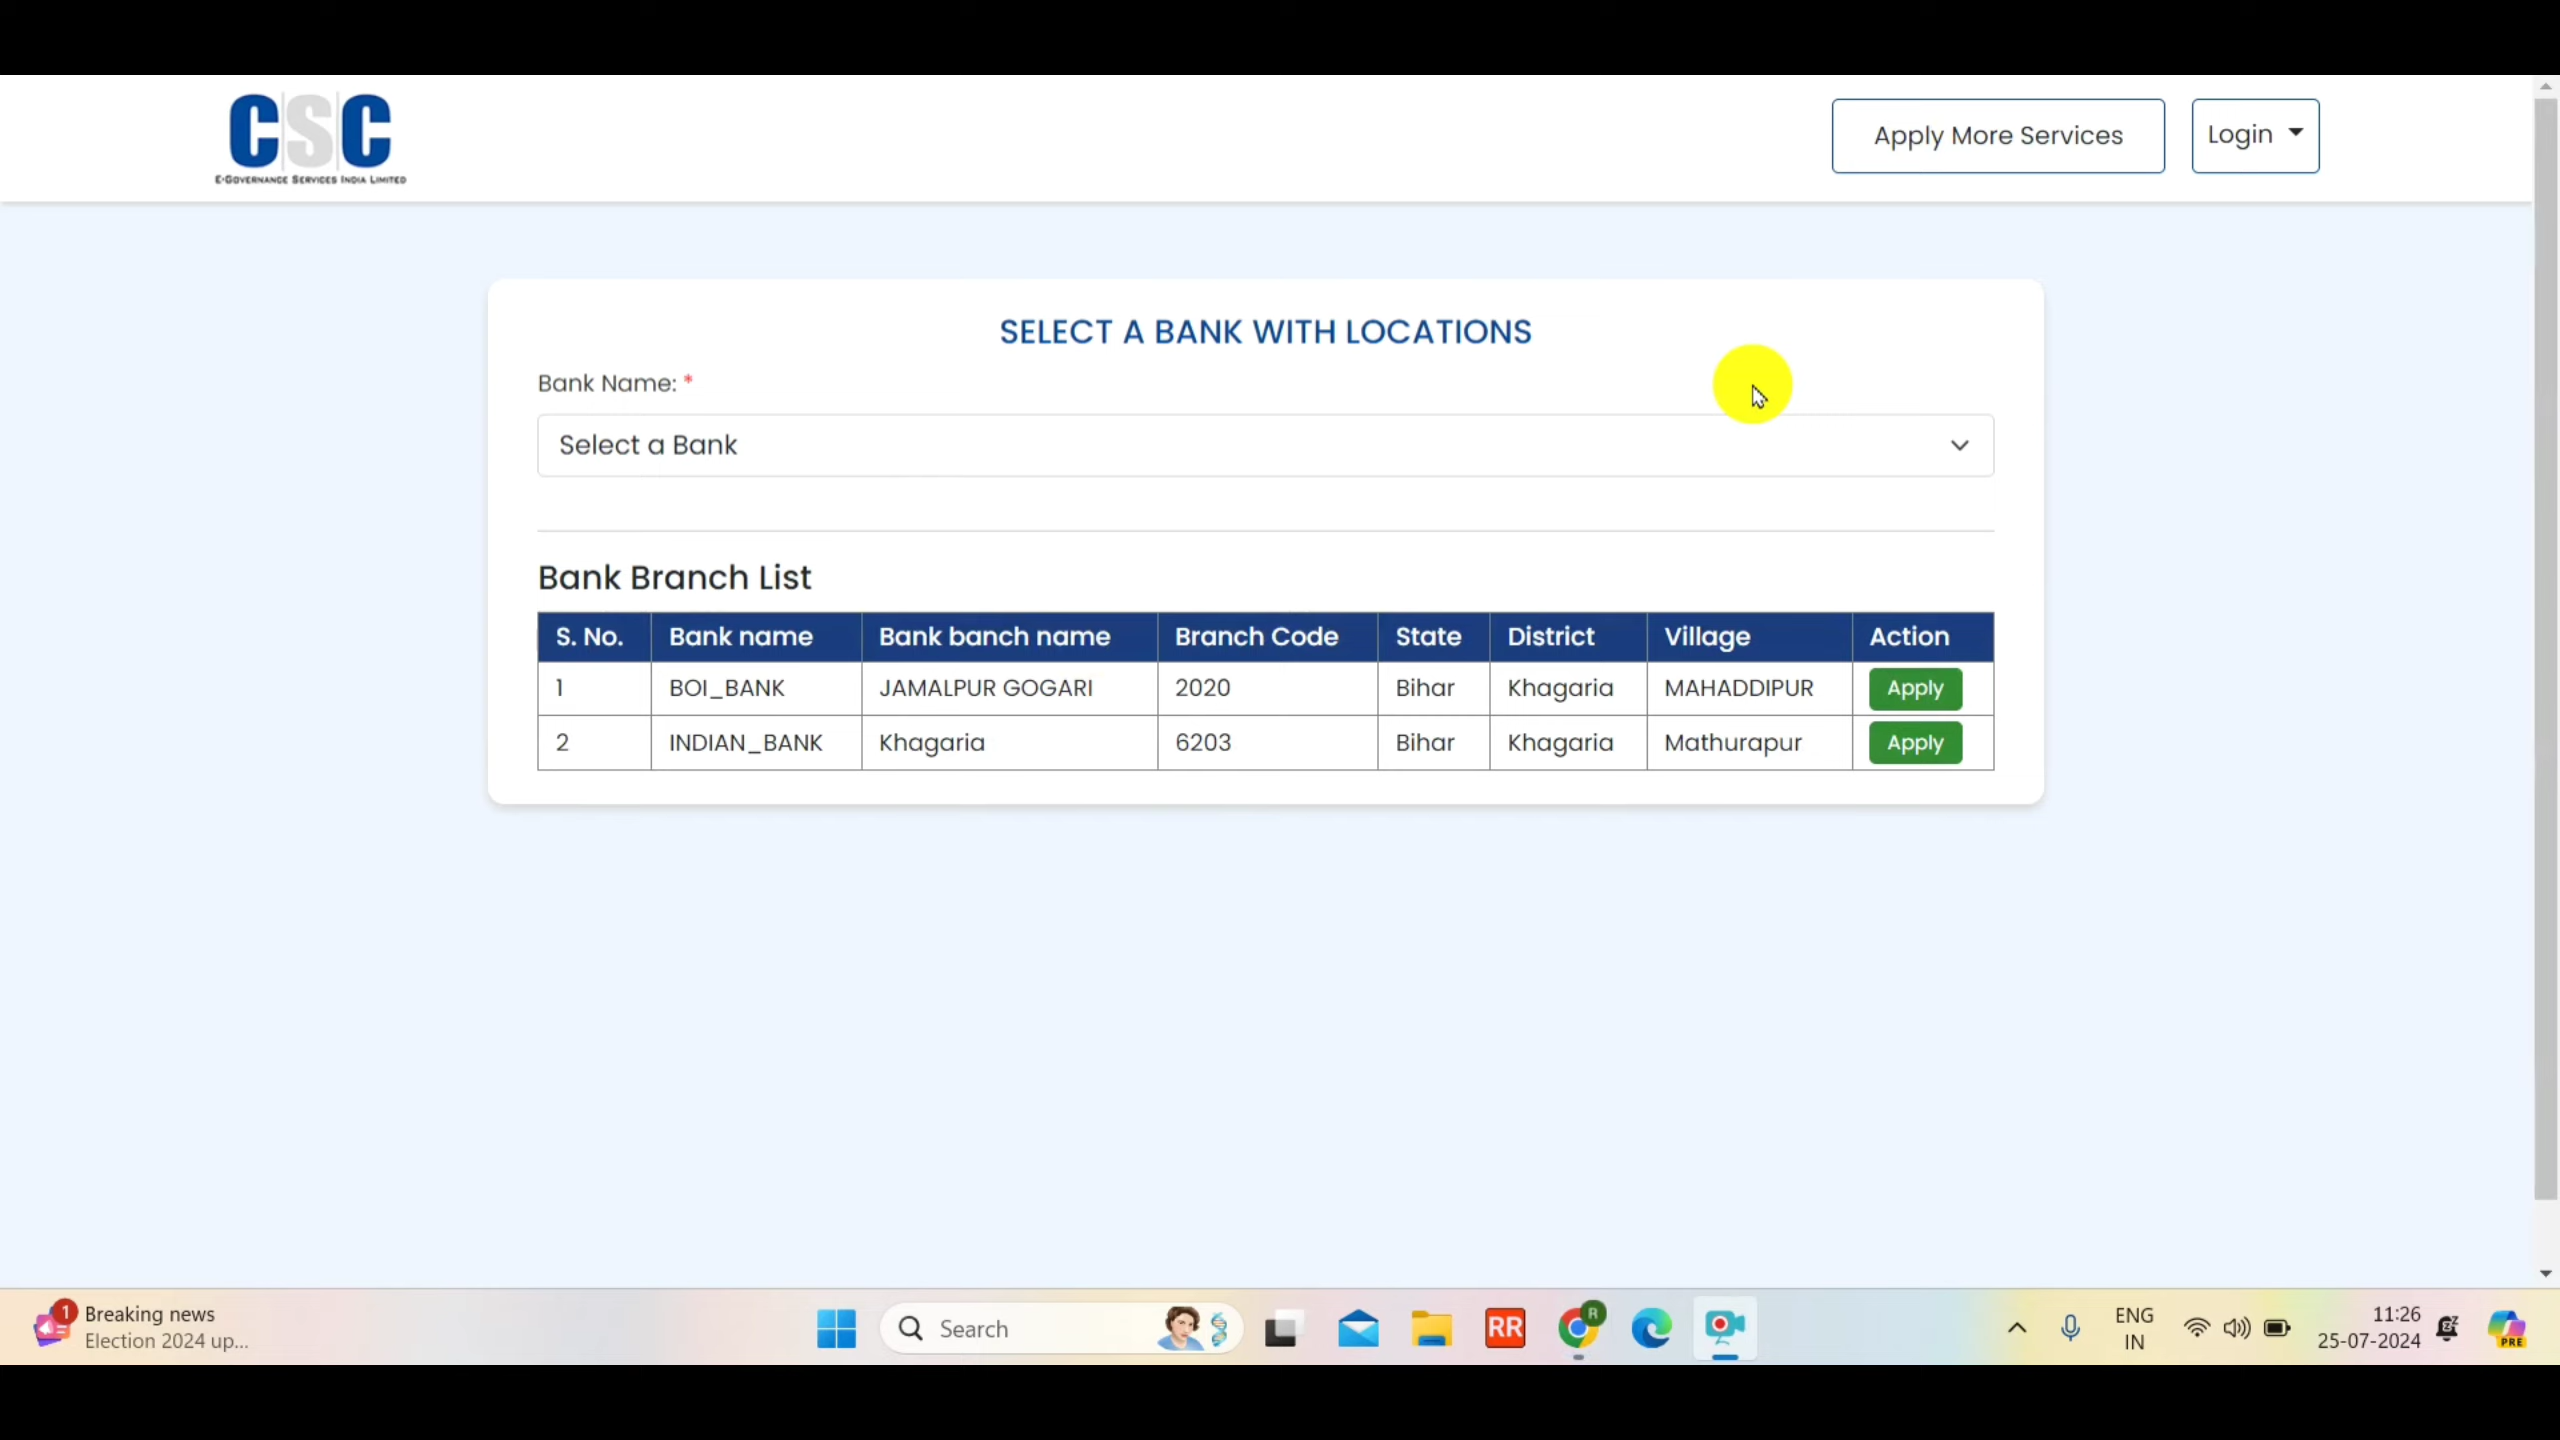 CSC
E-GOVERNANCE SERVICES INDIA LIMITED
Apply More Services
Login
SELECT A BANK WITH LOCATIONS
Bank Name: *
Select a Bank
Bank Branch List
S. No. Bank name Bank banch name Branch Code State District Village Action
1 BOI_BANK JAMALPUR GOGARI 2020 Bihar Khagaria MAHADDIPUR Apply
2 INDIAN_BANK Khagaria 6203 Bihar Khagaria Mathurapur Apply
1
Breaking news
Election 2024 up...
Search
RR
R
ENG
IN
11:26
25-07-2024
PRE